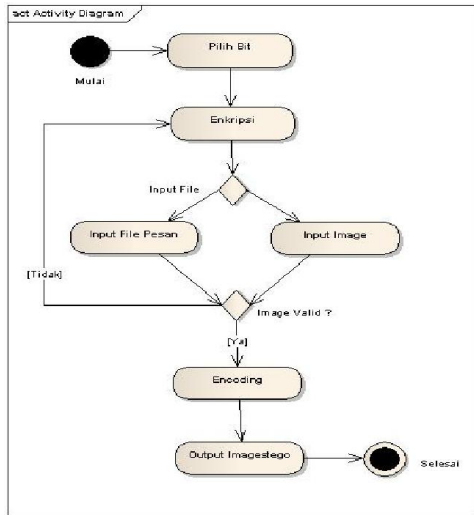 act Activity Diagram
Pilih Bit
Mulai
Enkripsi
Input File
Input File Pesan
Input Image
[Tidak]
Image Valid ?
[Ya]
Encoding
Output Imagestego
Selesai